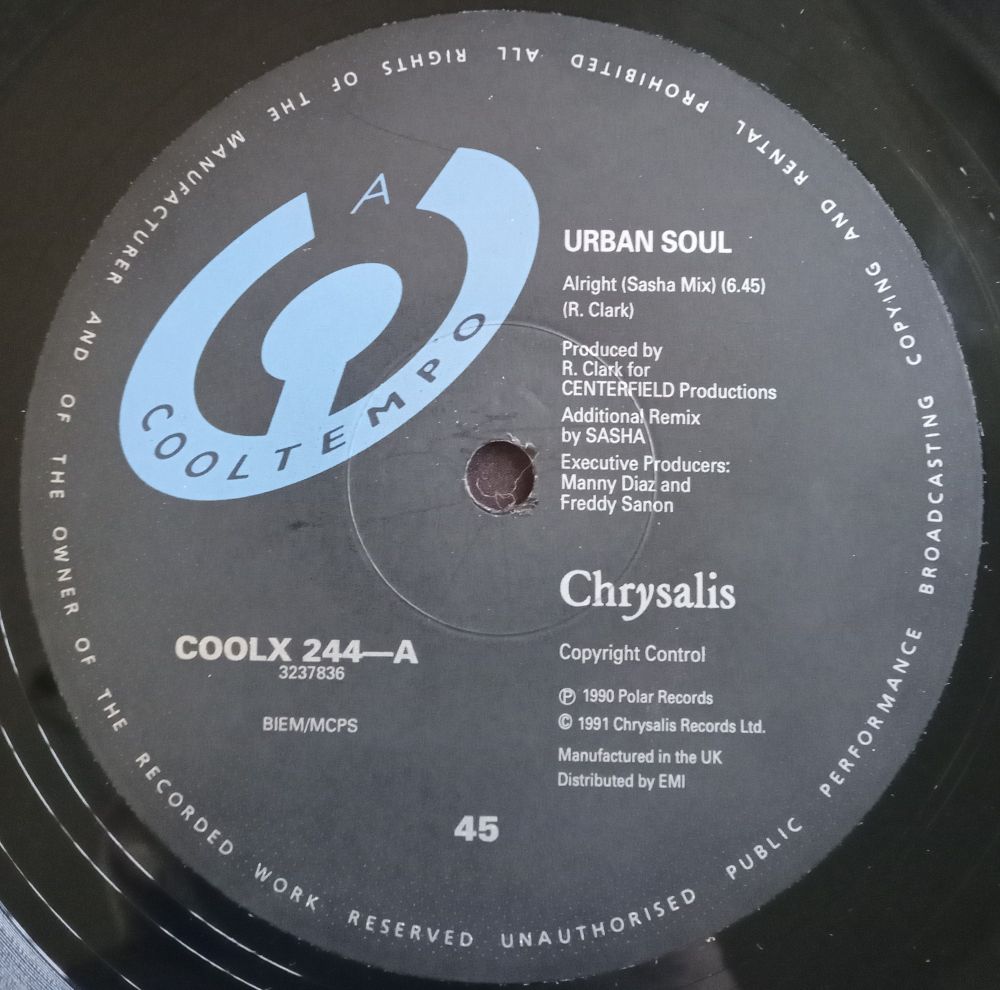 A
COOLTEMPO
URBAN SOUL
Alright (Sasha Mix) (6.45)
(R. Clark)
Produced by
R. Clark for
CENTERFIELD Productions
Additional Remix
by SASHA
Executive Producers:
Manny Diaz and
Freddy Sanon
Chrysalis
COOLX 244—A
3237836
BIEM/MCPS
Copyright Control
℗ 1990 Polar Records
© 1991 Chrysalis Records Ltd.
Manufactured in the UK
Distributed by EMI
45
ALL RIGHTS OF THE MANUFACTURER AND OF THE OWNER OF THE RECORDED WORK RESERVED UNAUTHORISED PUBLIC PERFORMANCE BROADCASTING COPYING AND RENTAL PROHIBITED